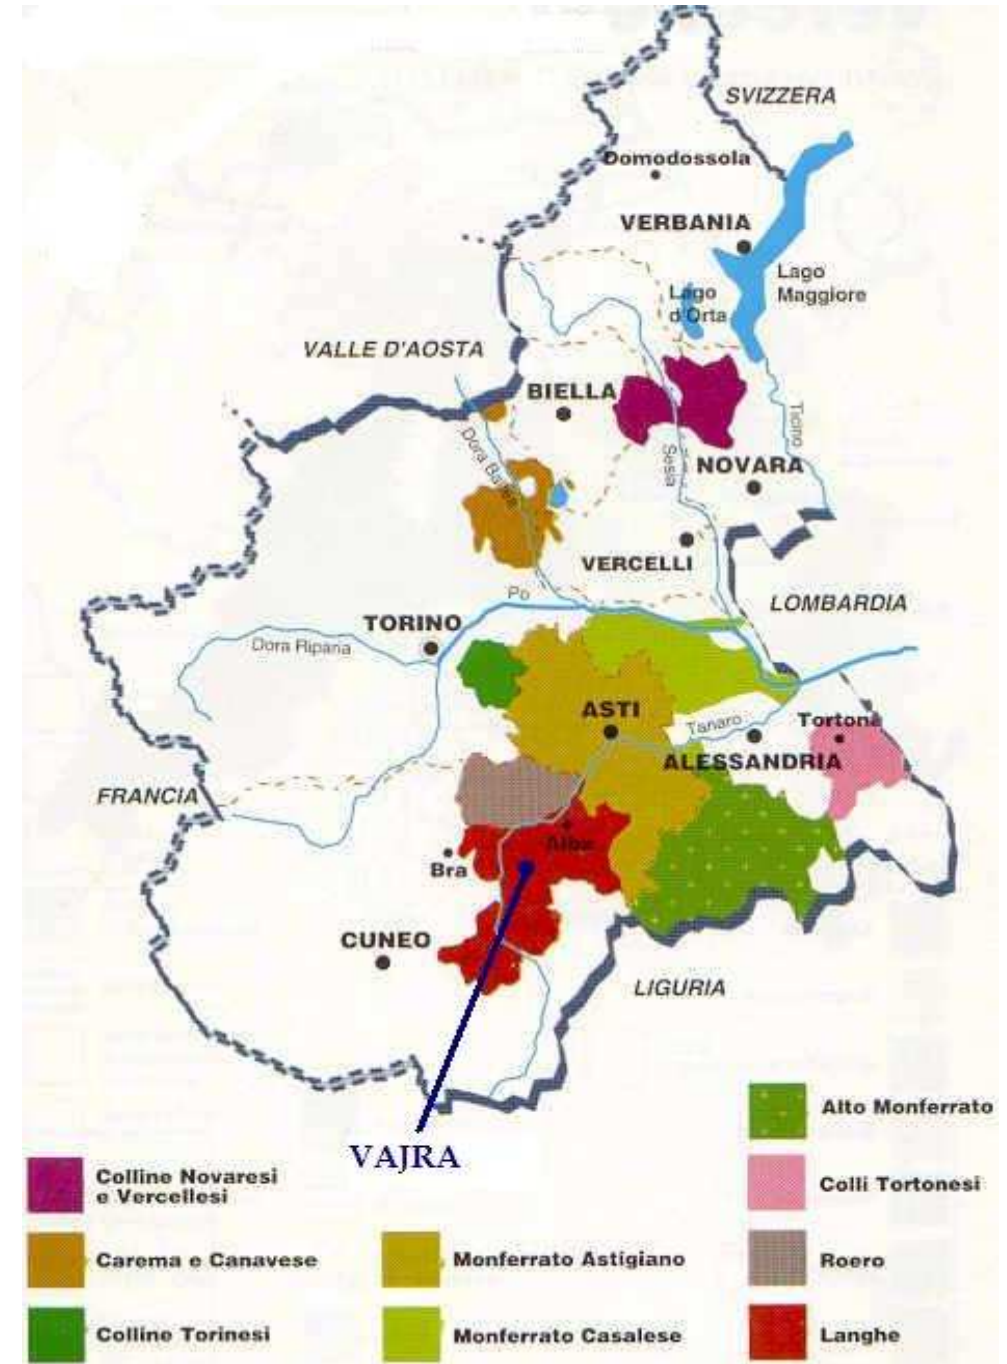 SVIZZERA
Domodossola
VERBANIA
Lago
Maggiore
Lago
d'Orta
VALLE D'AOSTA
BIELLA
Ticino
Dora Baltea
Sesia
NOVARA
VERCELLI
Po
LOMBARDIA
TORINO
Dora Riparia
ASTI
Tanaro
Tortona
ALESSANDRIA
FRANCIA
Alba
Bra
CUNEO
LIGURIA
VAJRA
Colline Novaresi
e Vercellesi
Carema e Canavese
Colline Torinesi
Monferrato Astigiano
Monferrato Casalese
Alto Monferrato
Colli Tortonesi
Roero
Langhe